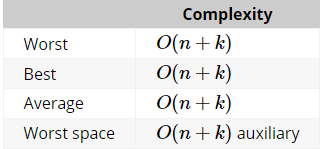 Complexity
Worst O(n + k)
Best O(n + k)
Average O(n + k)
Worst space O(n + k) auxiliary